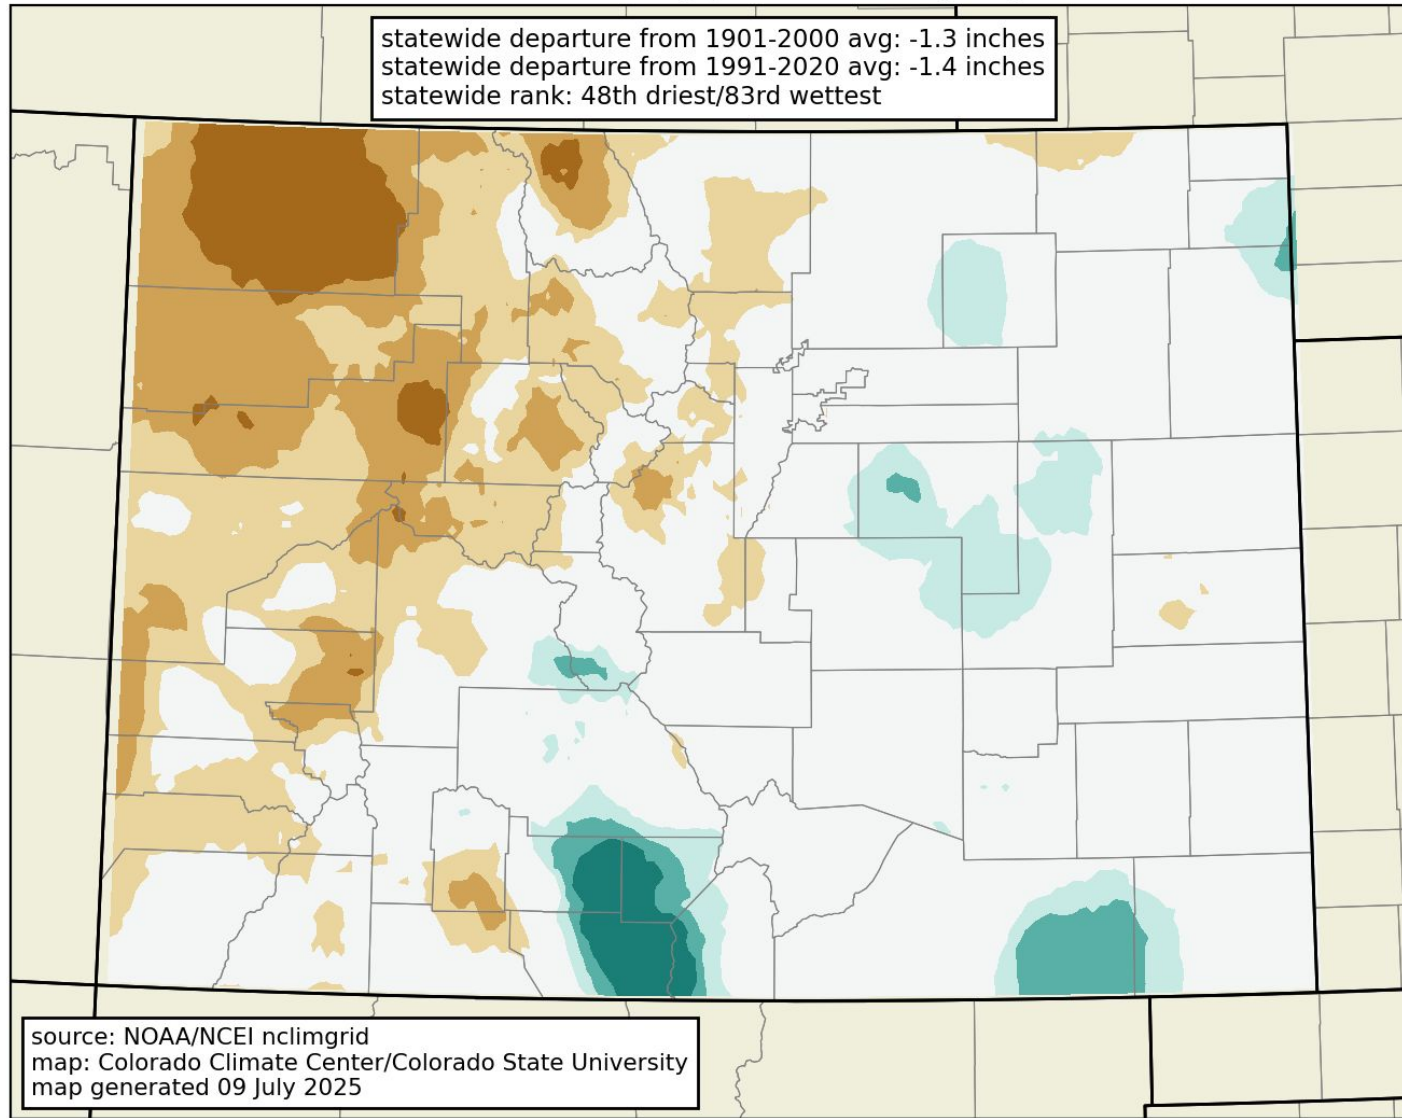 statewide departure from 1901-2000 avg: -1.3 inches
statewide departure from 1991-2020 avg: -1.4 inches
statewide rank: 48th driest/83rd wettest
source: NOAA/NCEI nclimgrid
map: Colorado Climate Center/Colorado State University
map generated 09 July 2025